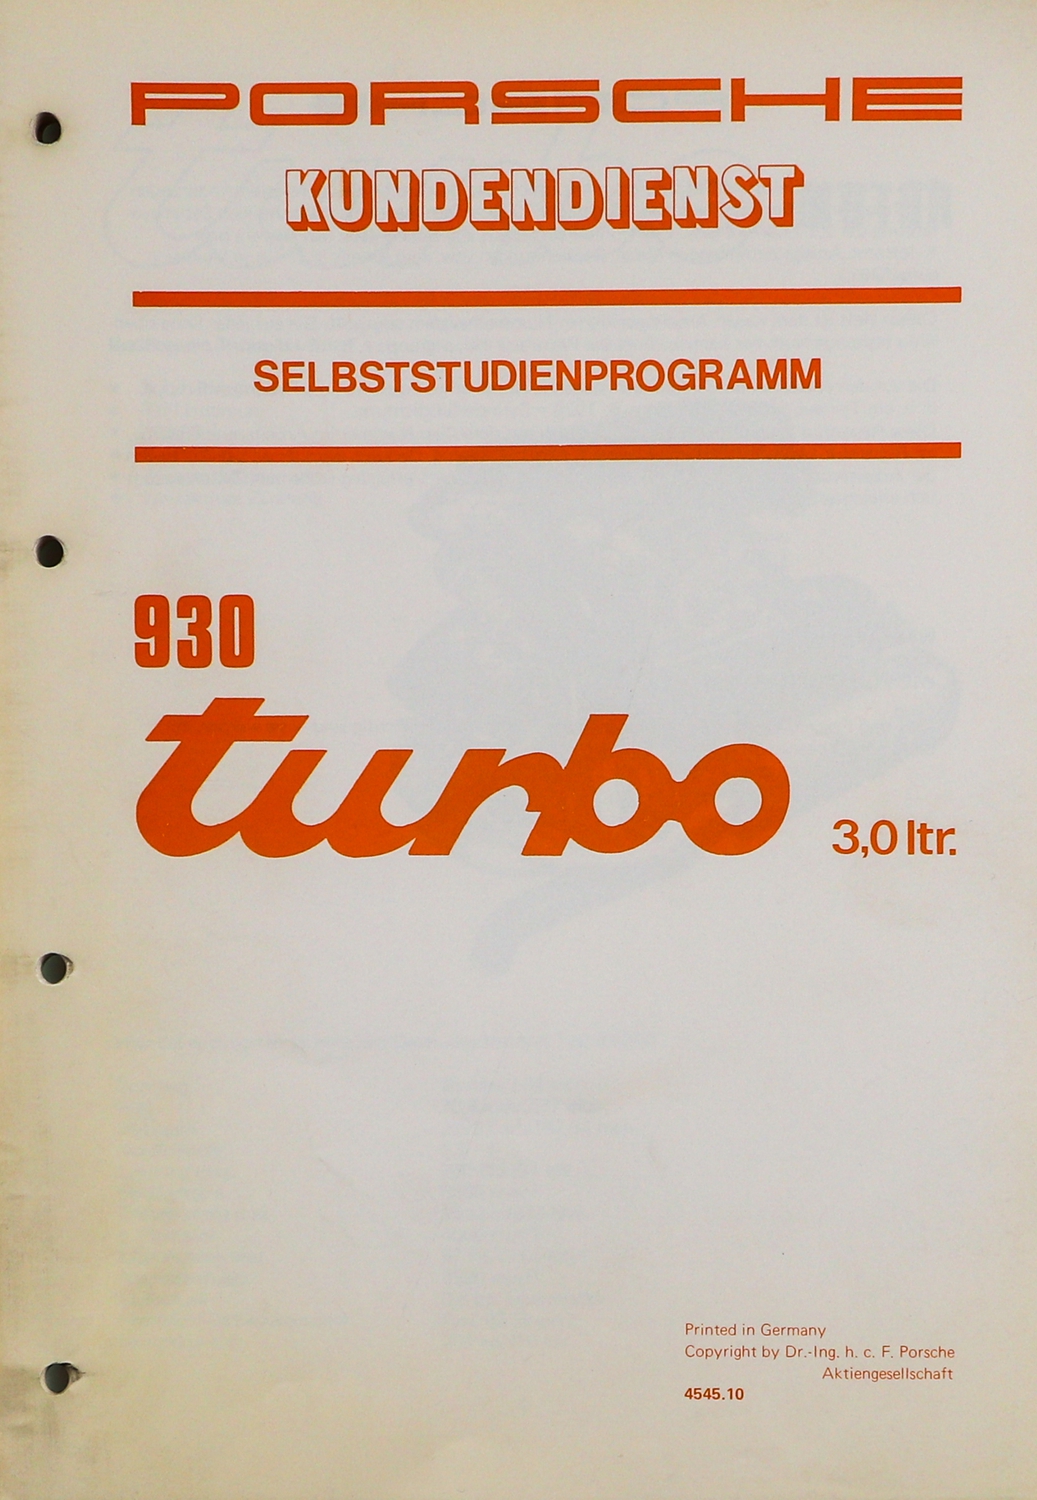 PORSCHE
KUNDENDIENST
SELBSTSTUDIENPROGRAMM
930
turbo 3,0 ltr.
Printed in Germany
Copyright by Dr.-Ing. h. c. F. Porsche
Aktiengesellschaft
4545.10